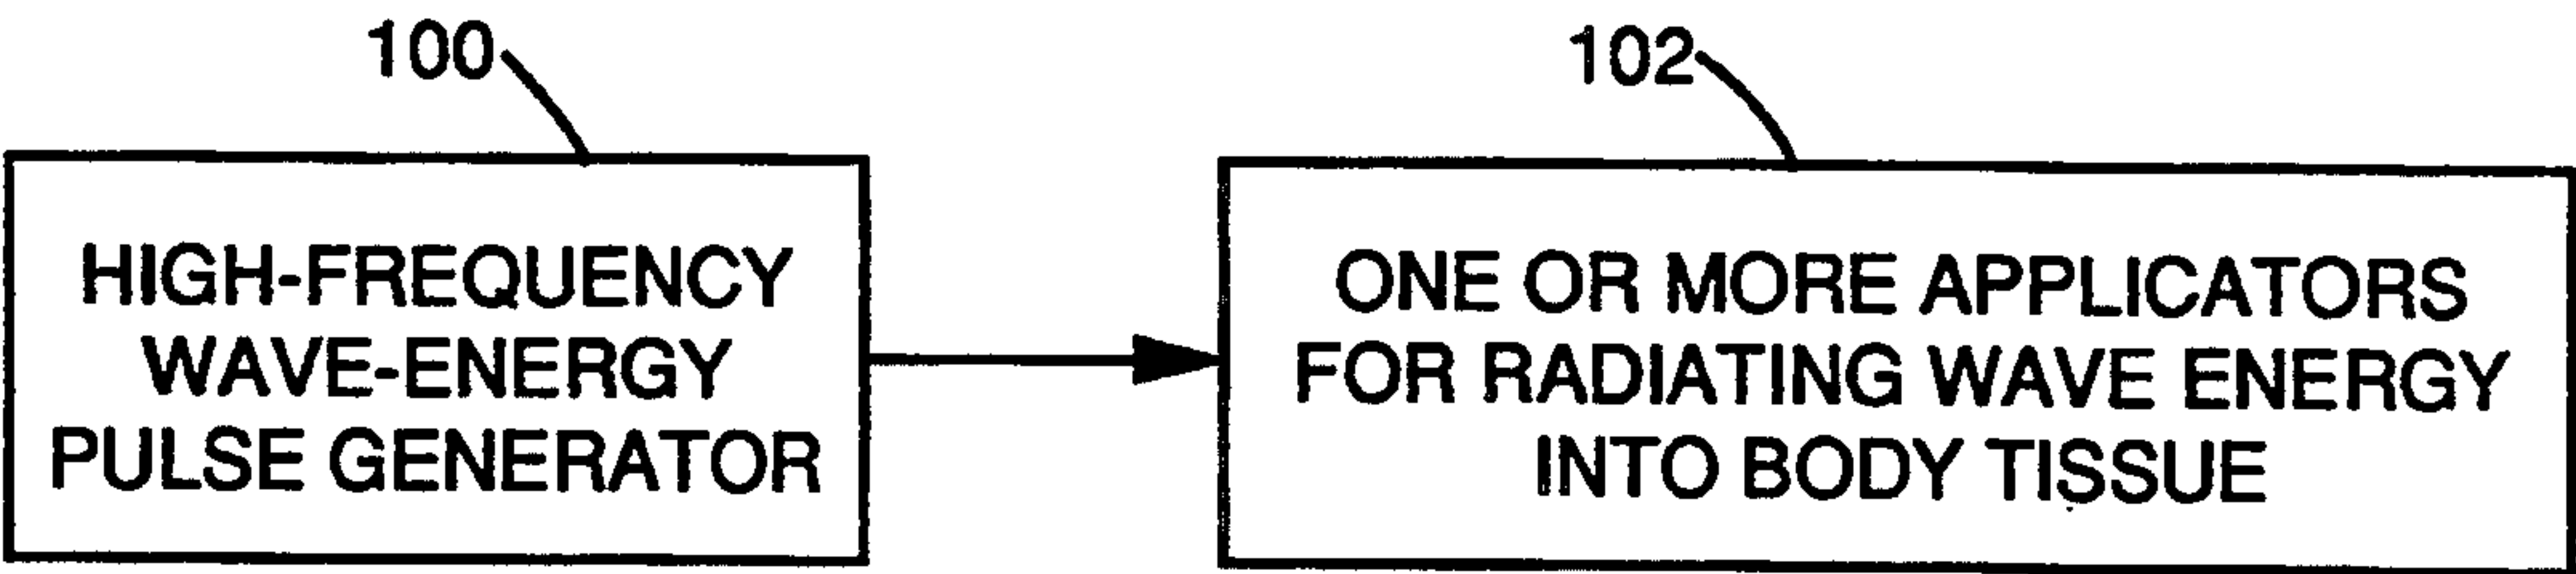 100
102
HIGH-FREQUENCY
WAVE-ENERGY
PULSE GENERATOR
ONE OR MORE APPLICATORS
FOR RADIATING WAVE ENERGY
INTO BODY TISSUE